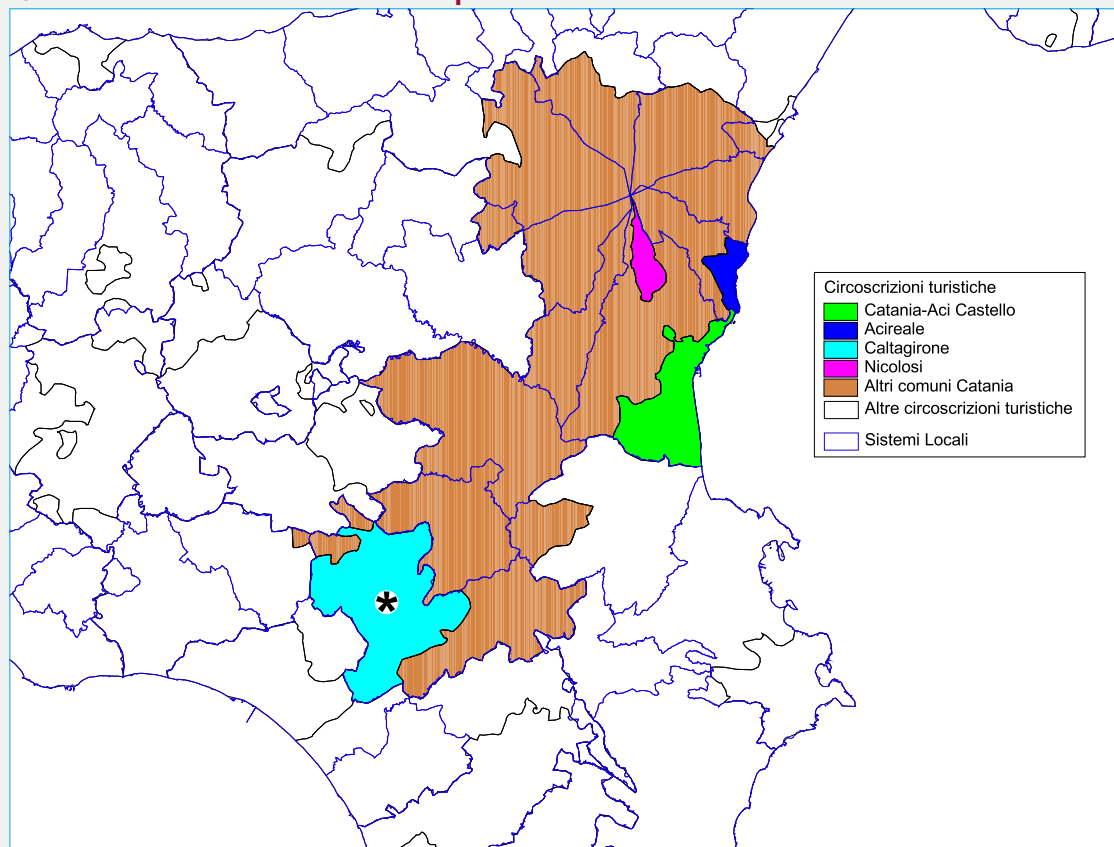 Circoscrizioni turistiche
Catania-Aci Castello
Acireale
Caltagirone
Nicolosi
Altri comuni Catania
Altre circoscrizioni turistiche
Sistemi Locali
*